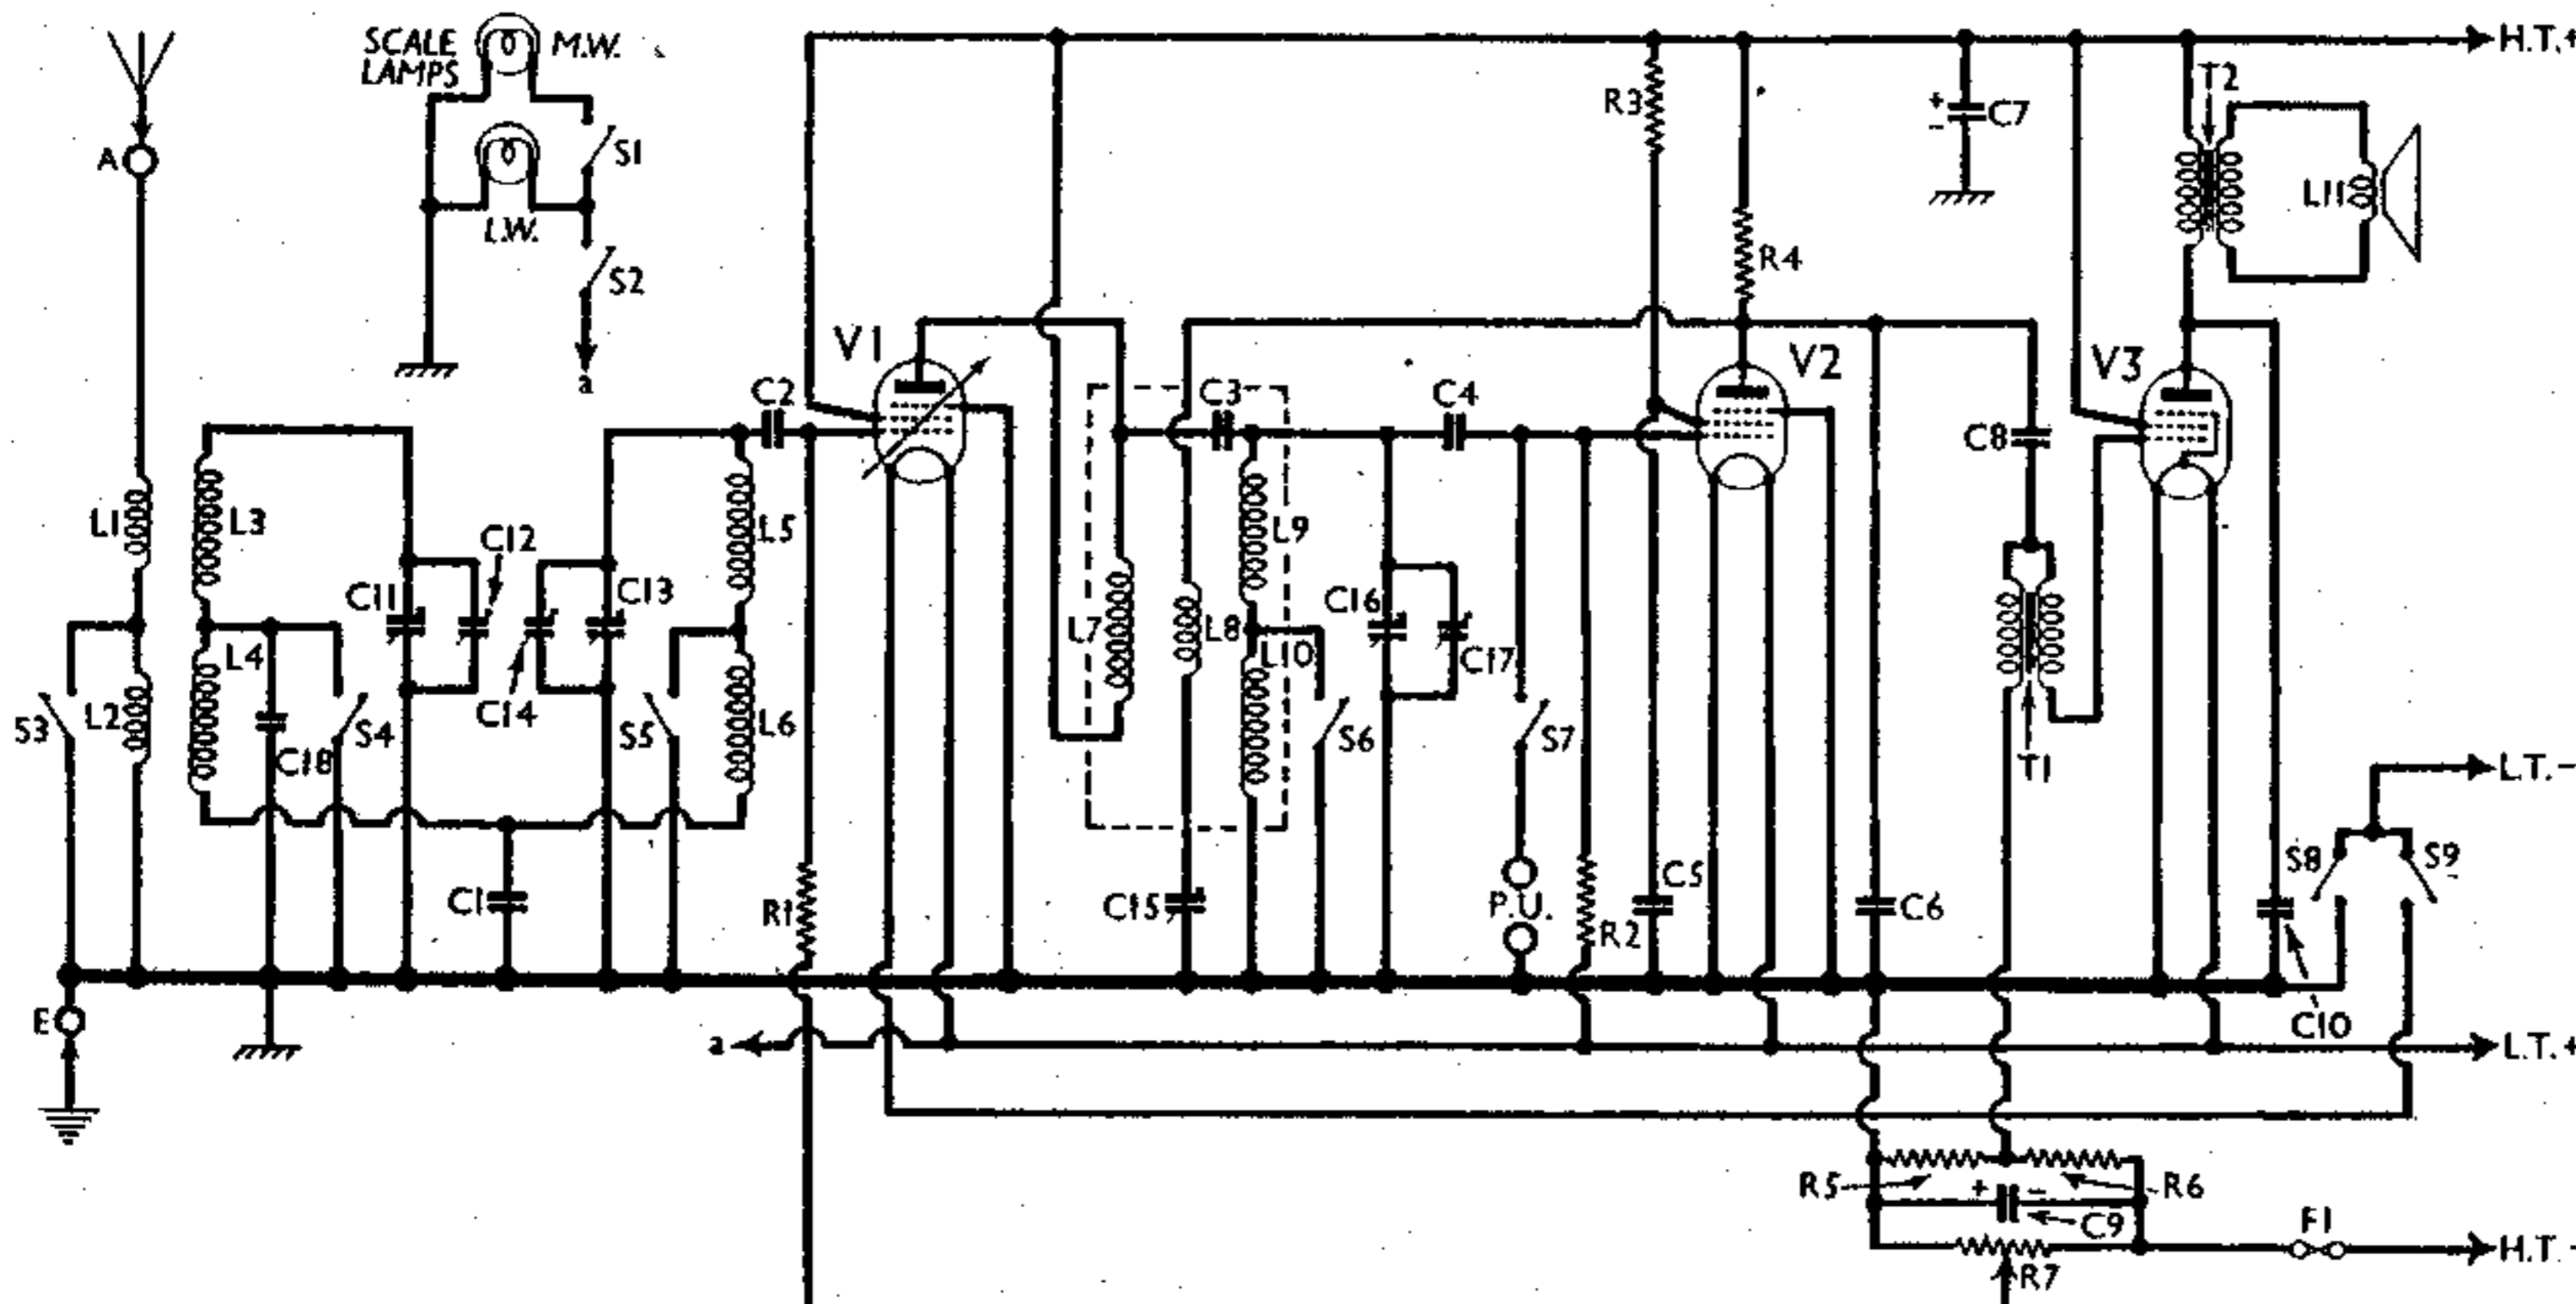 SCALE
LAMPS
M.W.
H.T.+
T2
R3
C7
A
S1
L11
L.W.
S2
R4
a
V1
V2
V3
C2
C3
C4
C8
L1
L3
C12
L5
L9
C11
C13
C16
L7
L8
L10
C17
L4
S3
L2
C18
S4
C14
S5
L6
S6
S7
T1
L.T.-
C1
R1
C15
P.U.
R2
C5
C6
S8
S9
C10
E
a
L.T.+
R5
+
-
R6
C9
F1
R7
H.T.-
+
-